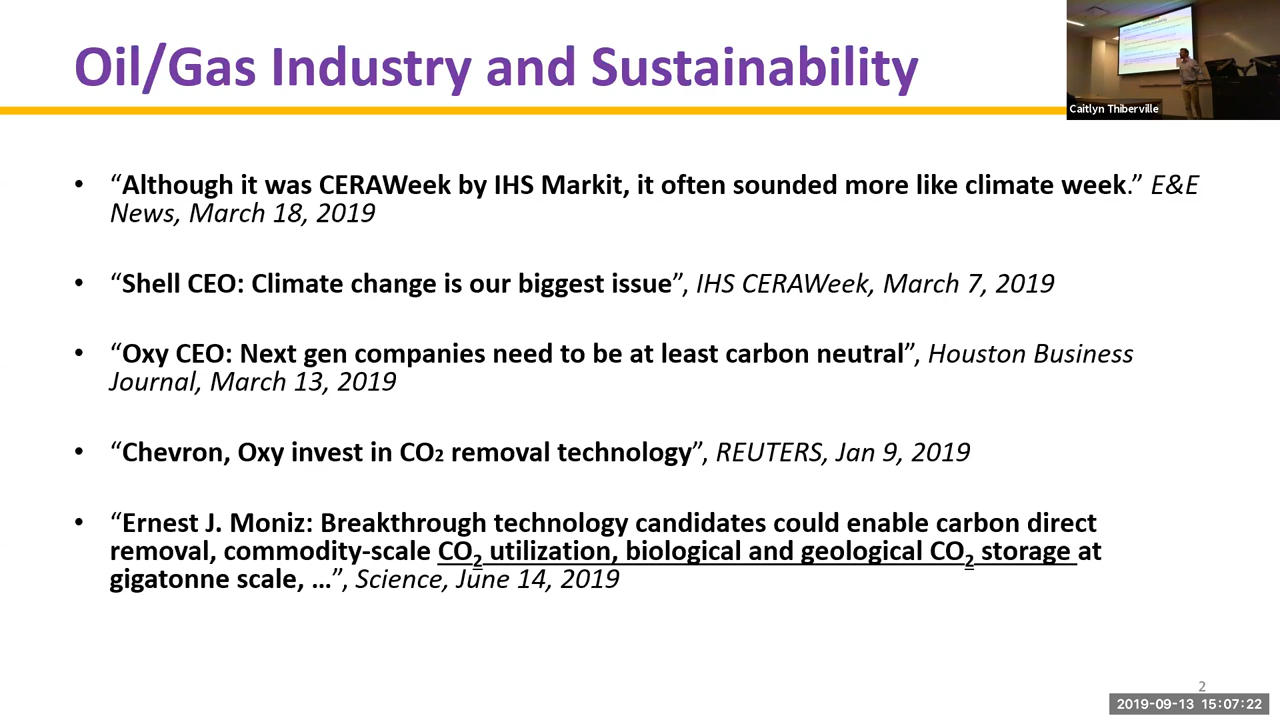 Oil/Gas Industry and Sustainability
Caitlyn Thiberville
• “Although it was CERAWeek by IHS Markit, it often sounded more like climate week.” E&E
News, March 18, 2019
• “Shell CEO: Climate change is our biggest issue”, IHS CERAWeek, March 7, 2019
• “Oxy CEO: Next gen companies need to be at least carbon neutral”, Houston Business
Journal, March 13, 2019
• “Chevron, Oxy invest in CO₂ removal technology”, REUTERS, Jan 9, 2019
• “Ernest J. Moniz: Breakthrough technology candidates could enable carbon direct
removal, commodity-scale CO₂ utilization, biological and geological CO₂ storage at
gigatonne scale, …”, Science, June 14, 2019
2
2019-09-13 15:07:22